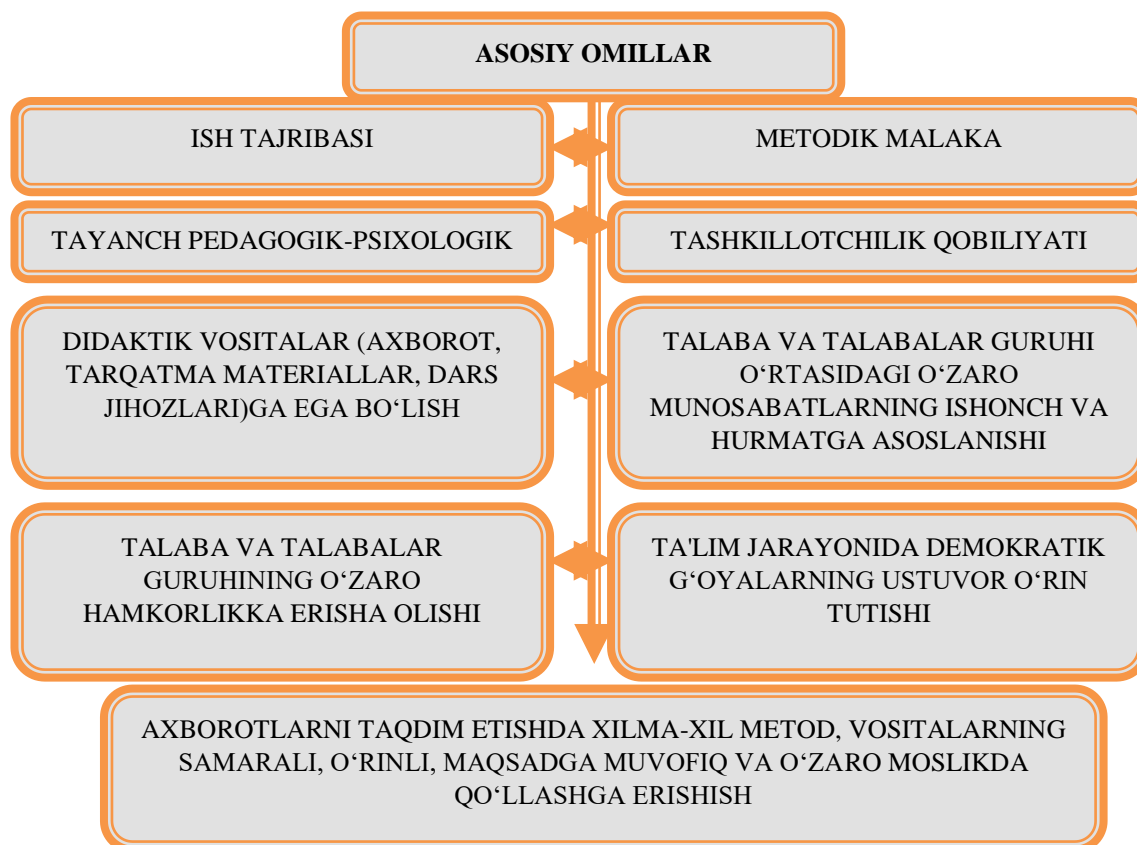 ASOSIY OMILLAR
ISH TAJRIBASI
METODIK MALAKA
TAYANCH PEDAGOGIK-PSIXOLOGIK
TASHKILLOTCHILIK QOBILIYATI
DIDAKTIK VOSITALAR (AXBOROT,
TARQATMA MATERIALLAR, DARS
JIHOZLARI)GA EGA BO‘LISH
TALABA VA TALABALAR GURUHI
O‘RTASIDAGI O‘ZARO
MUNOSABATLARNING ISHONCH VA
HURMATGA ASOSLANISHI
TALABA VA TALABALAR
GURUHINING O‘ZARO
HAMKORLIKKA ERISHA OLISHI
TA'LIM JARAYONIDA DEMOKRATIK
G‘OYALARNING USTUVOR O‘RIN
TUTISHI
AXBOROTLARNI TAQDIM ETISHDA XILMA-XIL METOD, VOSITALARNING
SAMARALI, O‘RINLI, MAQSADGA MUVOFIQ VA O‘ZARO MOSLIKDA
QO‘LLASHGA ERISHISH